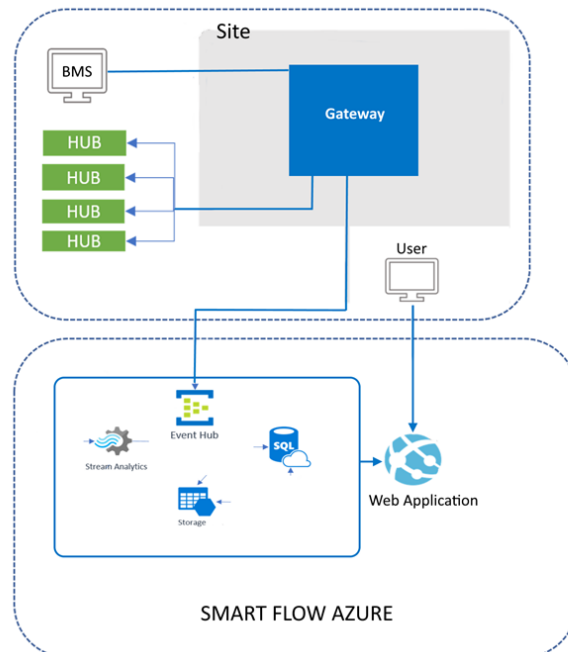 Site
BMS
Gateway
HUB
HUB
HUB
HUB
User
Event Hub
Stream Analytics
SQL
Storage
Web Application
SMART FLOW AZURE